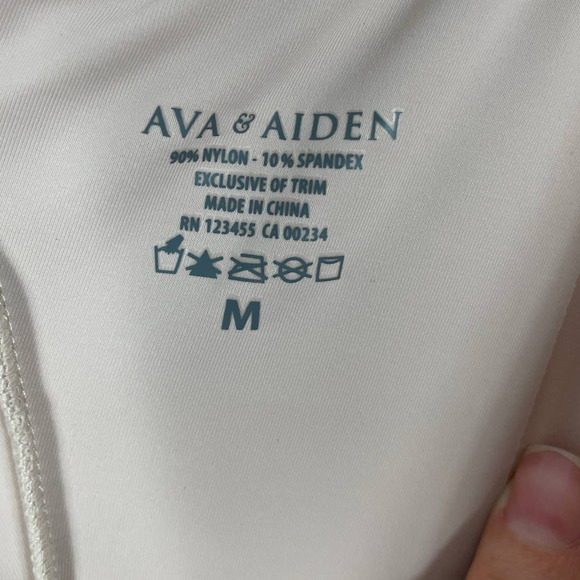 AVA & AIDEN
90% NYLON - 10% SPANDEX
EXCLUSIVE OF TRIM
MADE IN CHINA
RN 123455 CA 00234
M